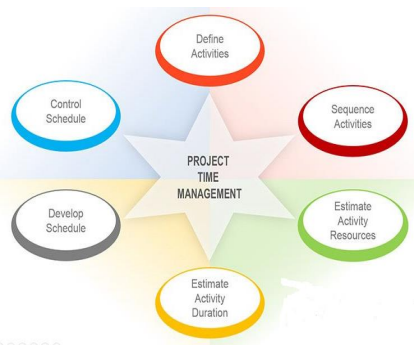 Define
Activities
Control
Schedule
Sequence
Activities
PROJECT
TIME
MANAGEMENT
Develop
Schedule
Estimate
Activity
Resources
Estimate
Activity
Duration